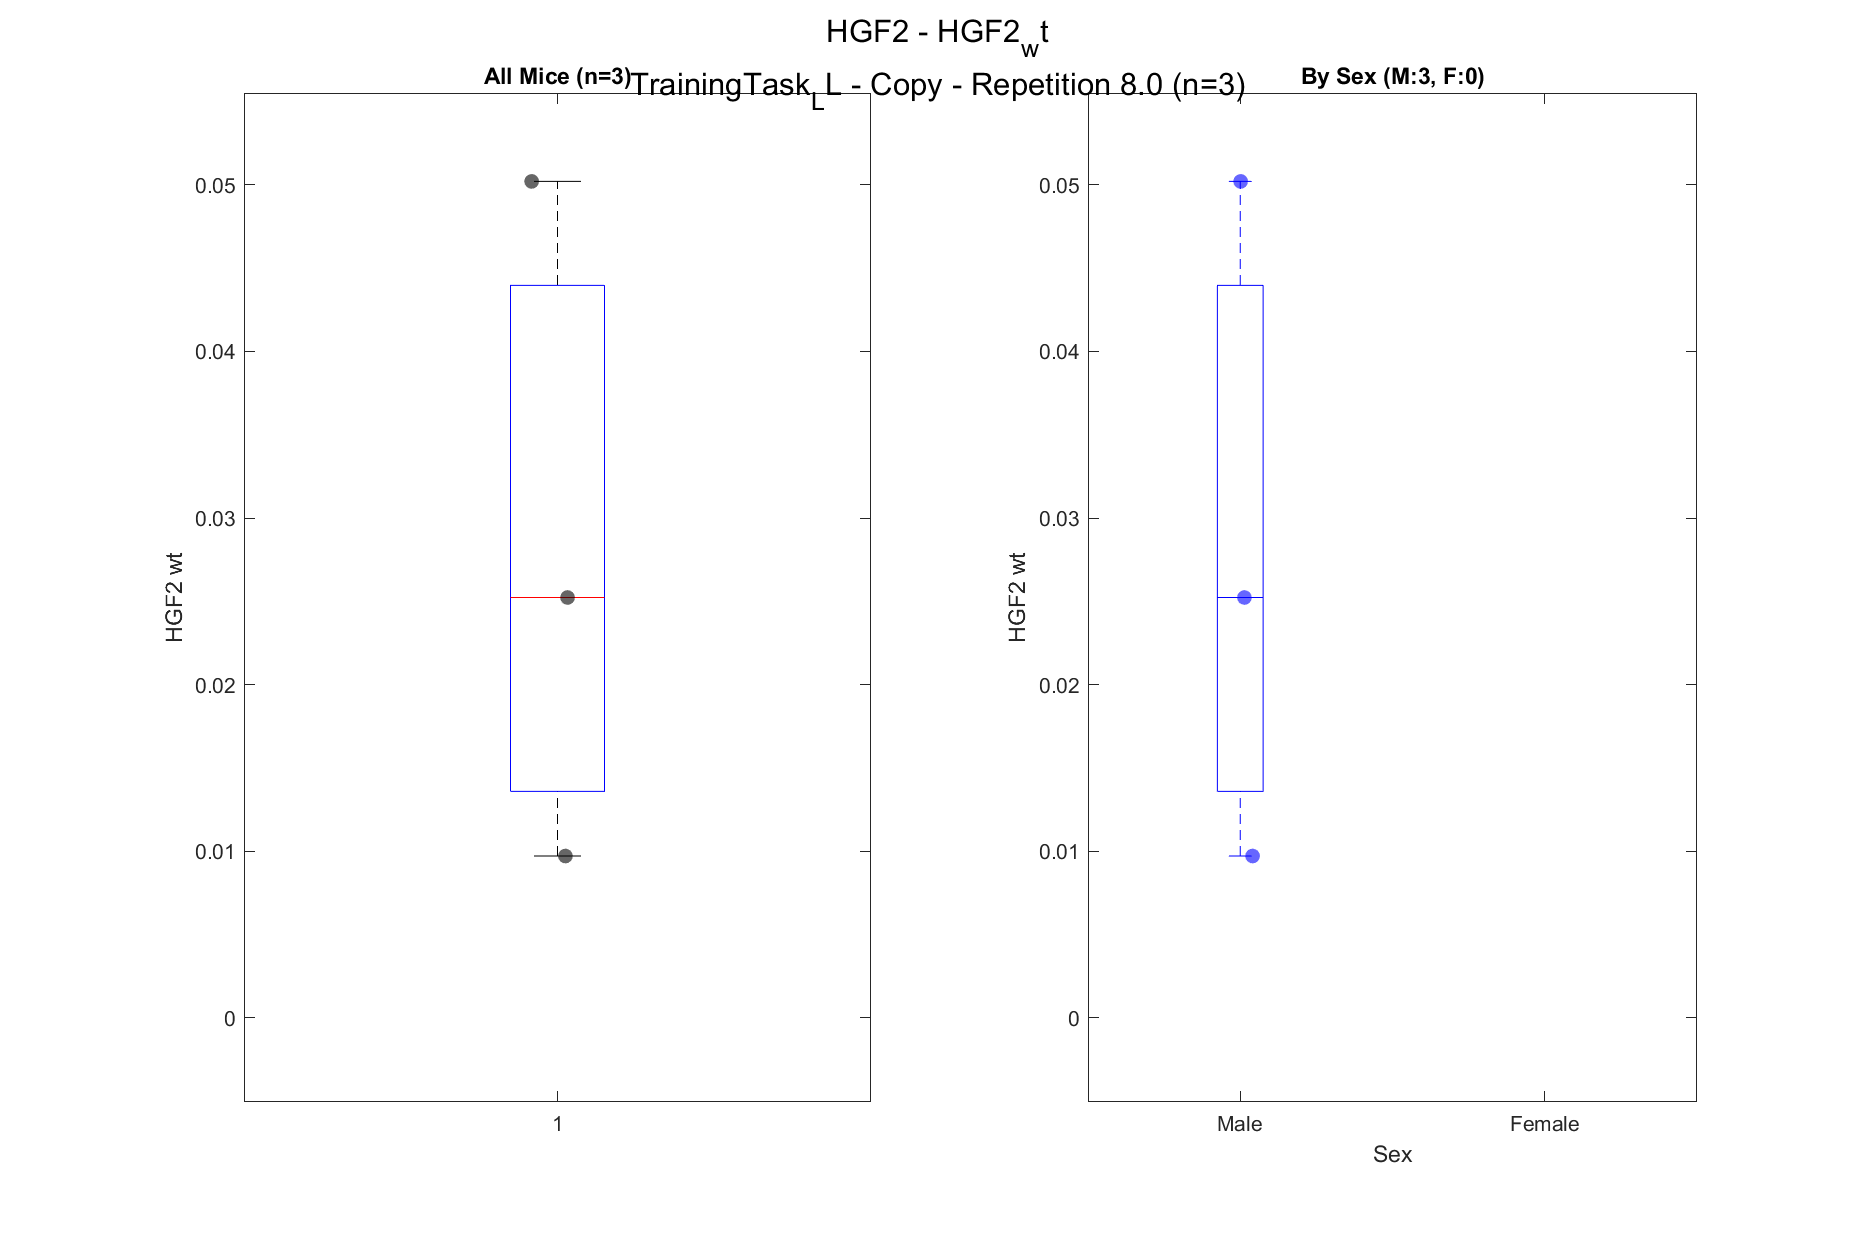 HGF2 - HGF2wt
TrainingTaskLL - Copy - Repetition 8.0 (n=3)
All Mice (n=3)
0.05
0.04
0.03
0.02
0.01
0
HGF2 wt
1
By Sex (M:3, F:0)
0.05
0.04
0.03
0.02
0.01
0
HGF2 wt
Male Female
Sex